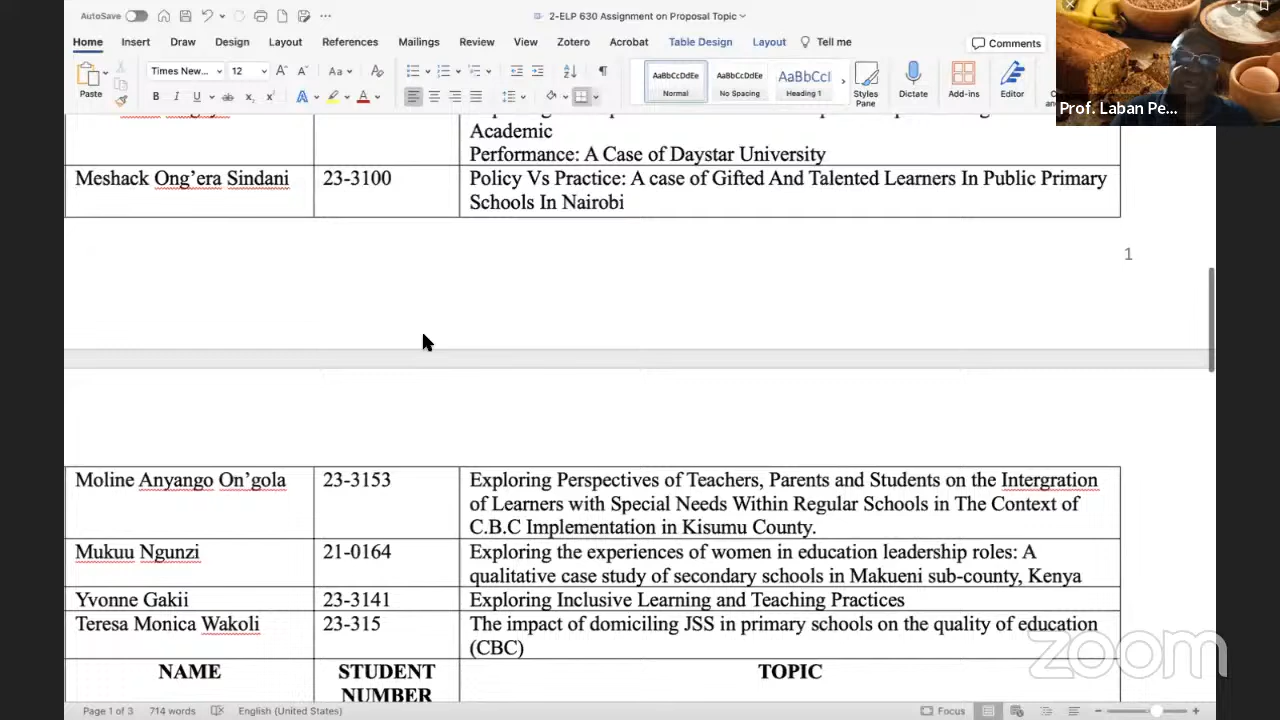 AutoSave
2-ELP 630 Assignment on Proposal Topic
Home Insert Draw Design Layout References Mailings Review View Zotero Acrobat Table Design Layout Tell me
Comments
Paste
Times New... 12
AaBbCcDdEe
Normal
AaBbCcDdEe
No Spacing
AaBbCcI
Heading 1
Styles Pane
Dictate
Add-ins
Editor
Prof. Laban Pe...
Academic
Performance: A Case of Daystar University
Meshack Ong’era Sindani 23-3100 Policy Vs Practice: A case of Gifted And Talented Learners In Public Primary
Schools In Nairobi
1
Moline Anyango On’gola 23-3153 Exploring Perspectives of Teachers, Parents and Students on the Intergration
of Learners with Special Needs Within Regular Schools in The Context of
C.B.C Implementation in Kisumu County.
Mukuu Ngunzi 21-0164 Exploring the experiences of women in education leadership roles: A
qualitative case study of secondary schools in Makueni sub-county, Kenya
Yvonne Gakii 23-3141 Exploring Inclusive Learning and Teaching Practices
Teresa Monica Wakoli 23-315 The impact of domiciling JSS in primary schools on the quality of education
(CBC)
NAME STUDENT TOPIC
NUMBER
zoom
Page 1 of 3 714 words English (United States) Focus